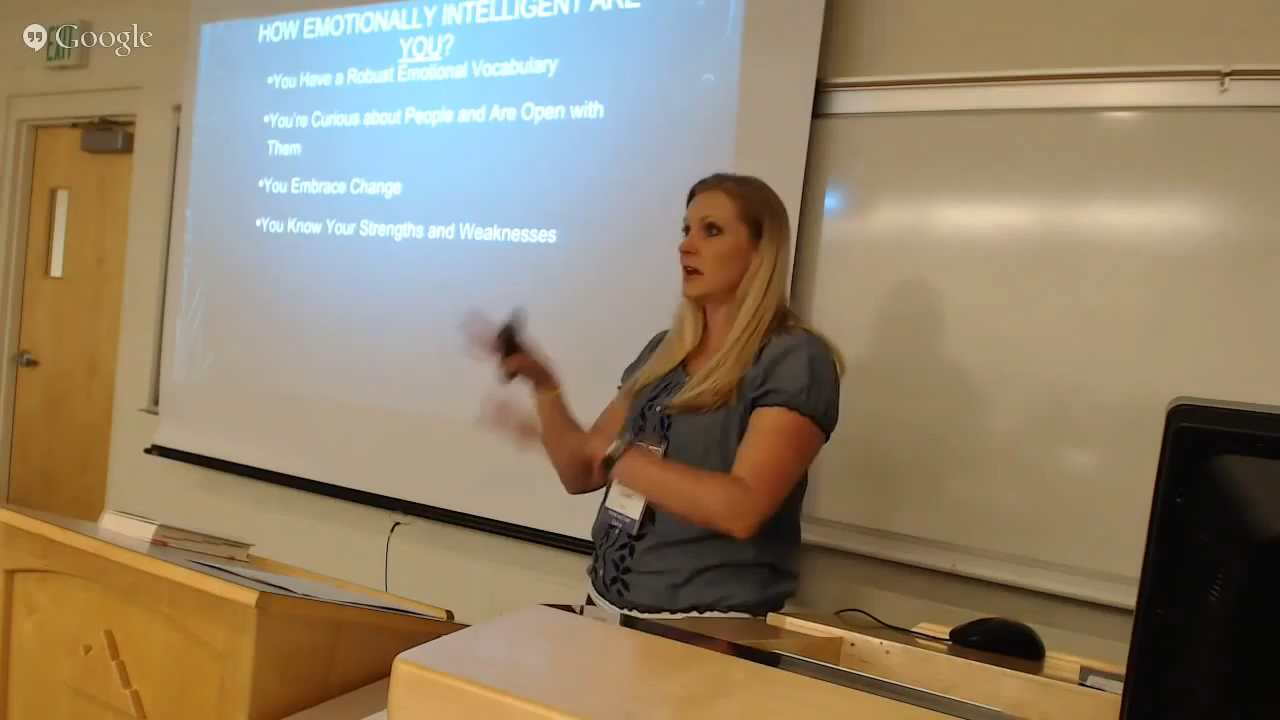 Google
EXIT
HOW EMOTIONALLY INTELLIGENT ARE
YOU?
•You Have a Robust Emotional Vocabulary
•You're Curious about People and Are Open with
Them
•You Embrace Change
•You Know Your Strengths and Weaknesses